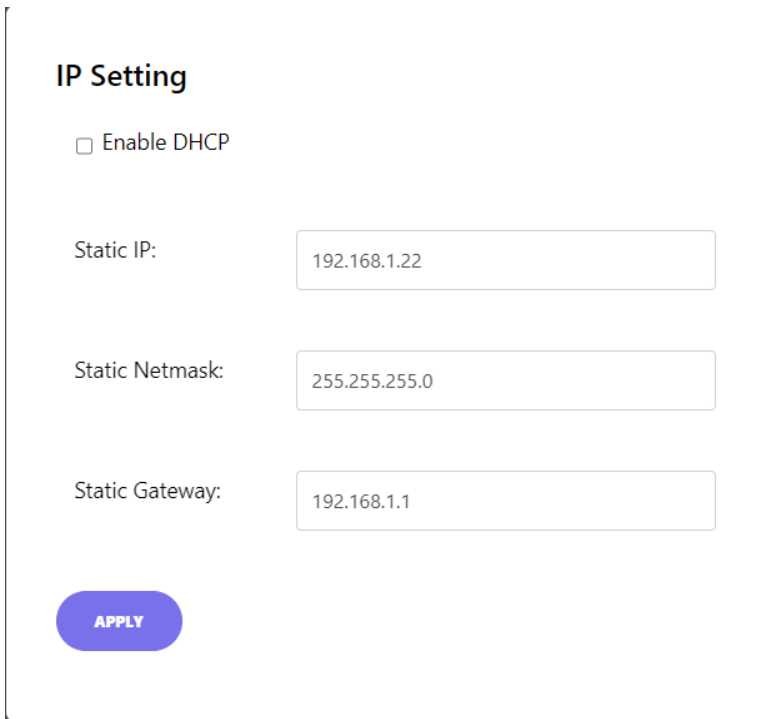 IP Setting
Enable DHCP
Static IP: 192.168.1.22
Static Netmask: 255.255.255.0
Static Gateway: 192.168.1.1
APPLY